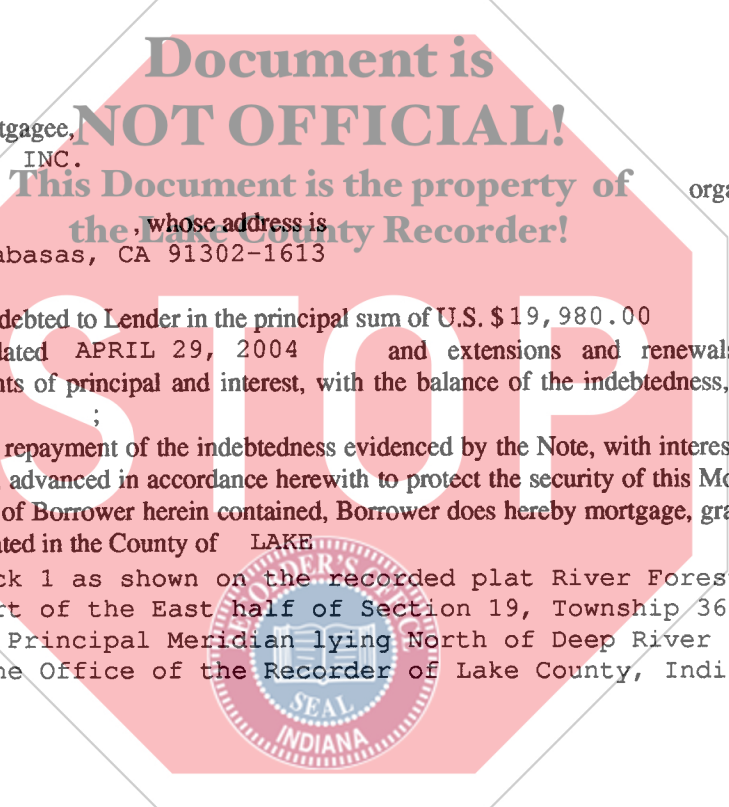 Document is
tgagee, NOT OFFICIAL!
INC.
This Document is the property of orga
, whose address is
the Lake County Recorder!
abasas, CA 91302-1613
debted to Lender in the principal sum of U.S. $ 19,980.00
lated APRIL 29, 2004 and extensions and renewals
nts of principal and interest, with the balance of the indebtedness,
;
repayment of the indebtedness evidenced by the Note, with interes
advanced in accordance herewith to protect the security of this Mo
of Borrower herein contained, Borrower does hereby mortgage, gra
ated in the County of LAKE
ck 1 as shown on the recorded plat River Fores
rt of the East half of Section 19, Township 36
Principal Meridian lying North of Deep River
he Office of the Recorder of Lake County, Indi
STOP
RECORDER'S OFFICE
SEAL
INDIANA